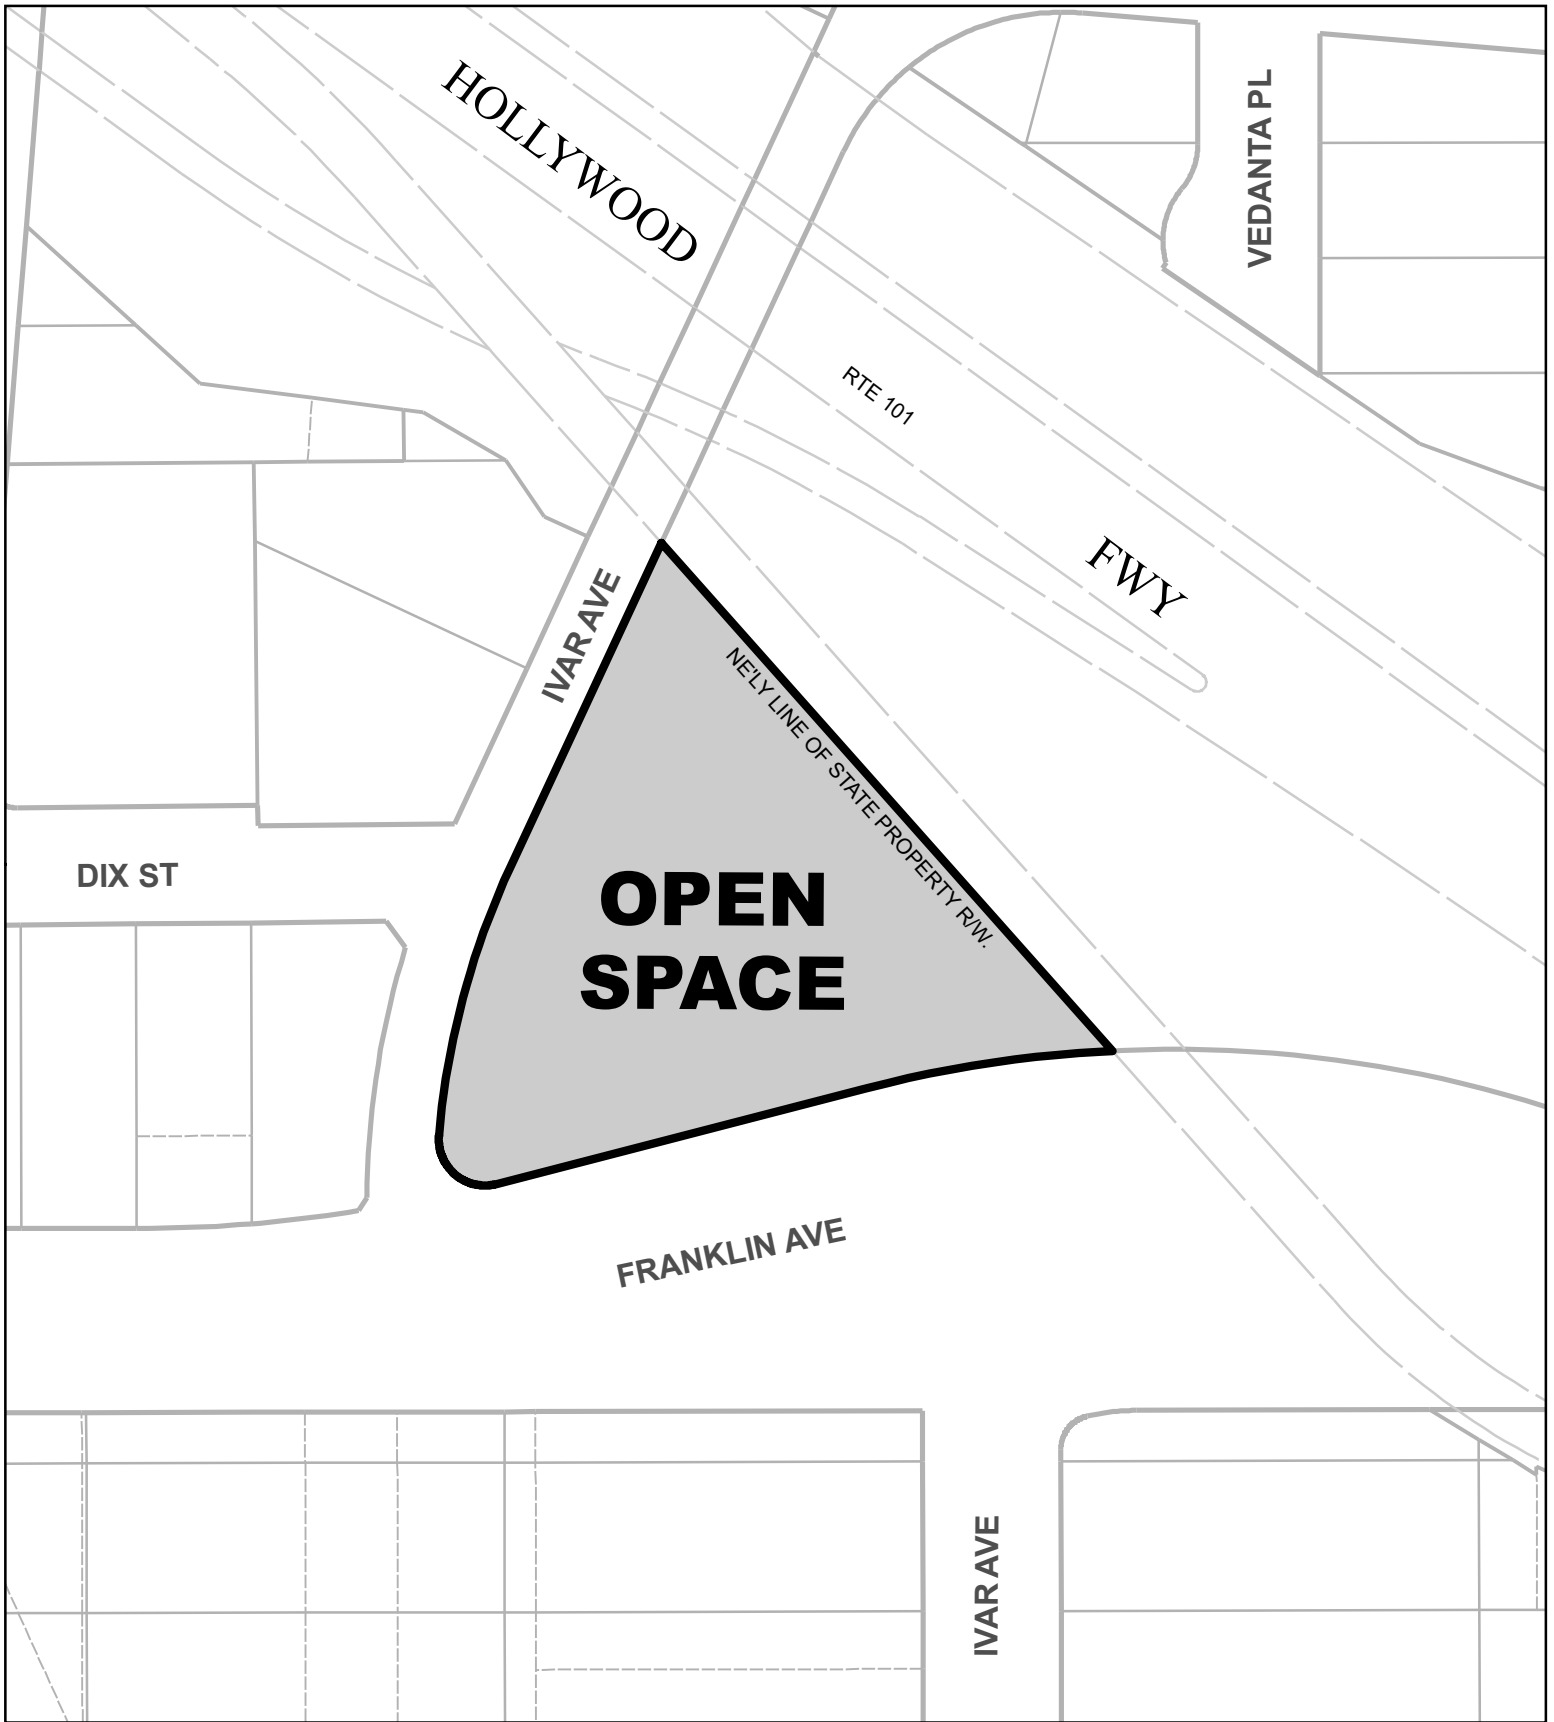 HOLLYWOOD
VEDANTA PL
RTE 101
FWY
IVAR AVE
NE'LY LINE OF STATE PROPERTY R/W.
DIX ST
OPEN
SPACE
FRANKLIN AVE
IVAR AVE